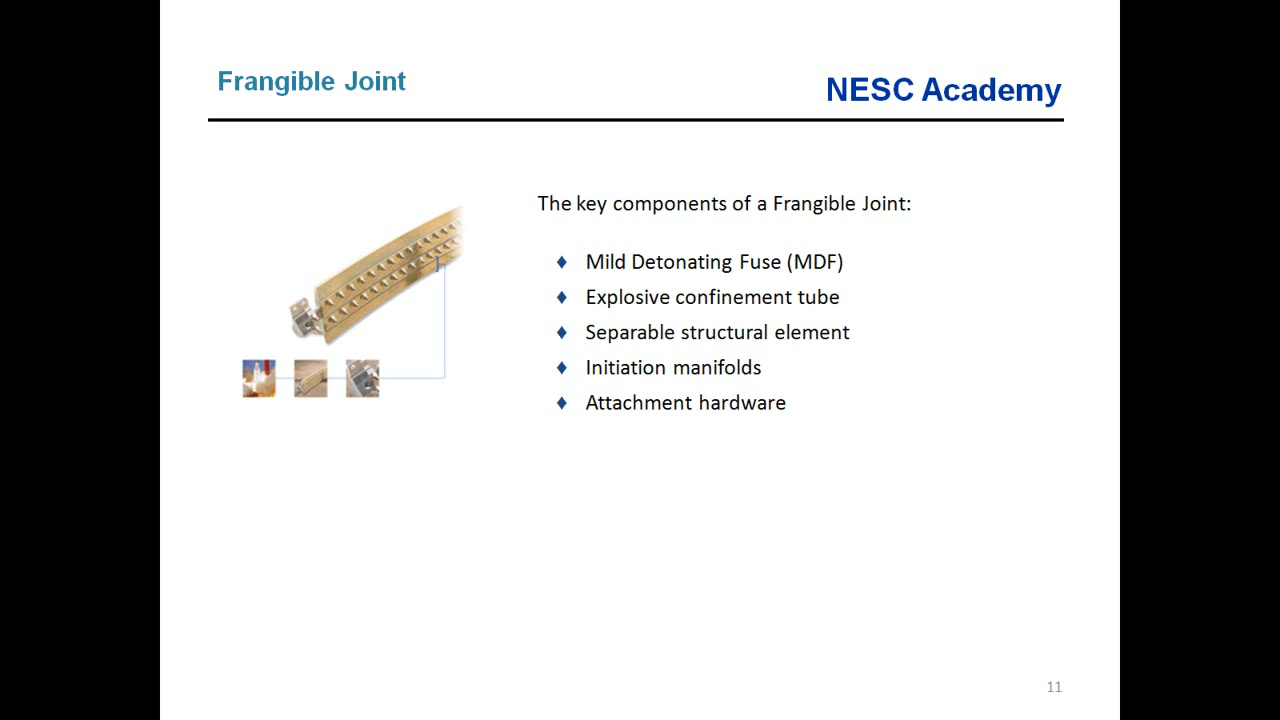 Frangible Joint
NESC Academy
The key components of a Frangible Joint:
♦ Mild Detonating Fuse (MDF)
♦ Explosive confinement tube
♦ Separable structural element
♦ Initiation manifolds
♦ Attachment hardware
11